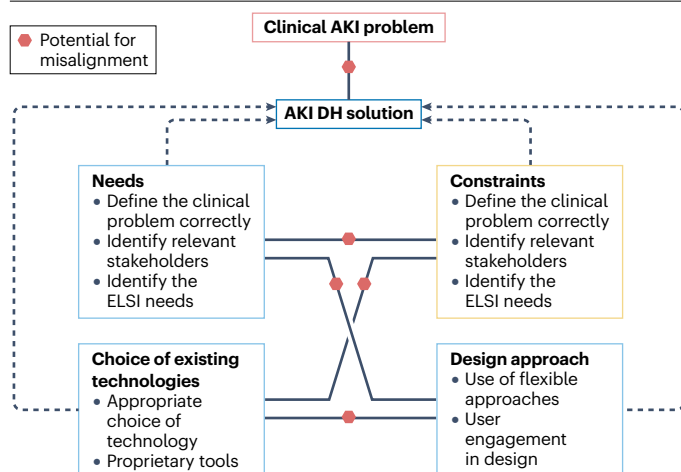 Clinical AKI problem
Potential for
misalignment
AKI DH solution
Needs
• Define the clinical
problem correctly
• Identify relevant
stakeholders
• Identify the
ELSI needs
Constraints
• Define the clinical
problem correctly
• Identify relevant
stakeholders
• Identify the
ELSI needs
Choice of existing
technologies
• Appropriate
choice of
technology
• Proprietary tools
Design approach
• Use of flexible
approaches
• User
engagement
in design